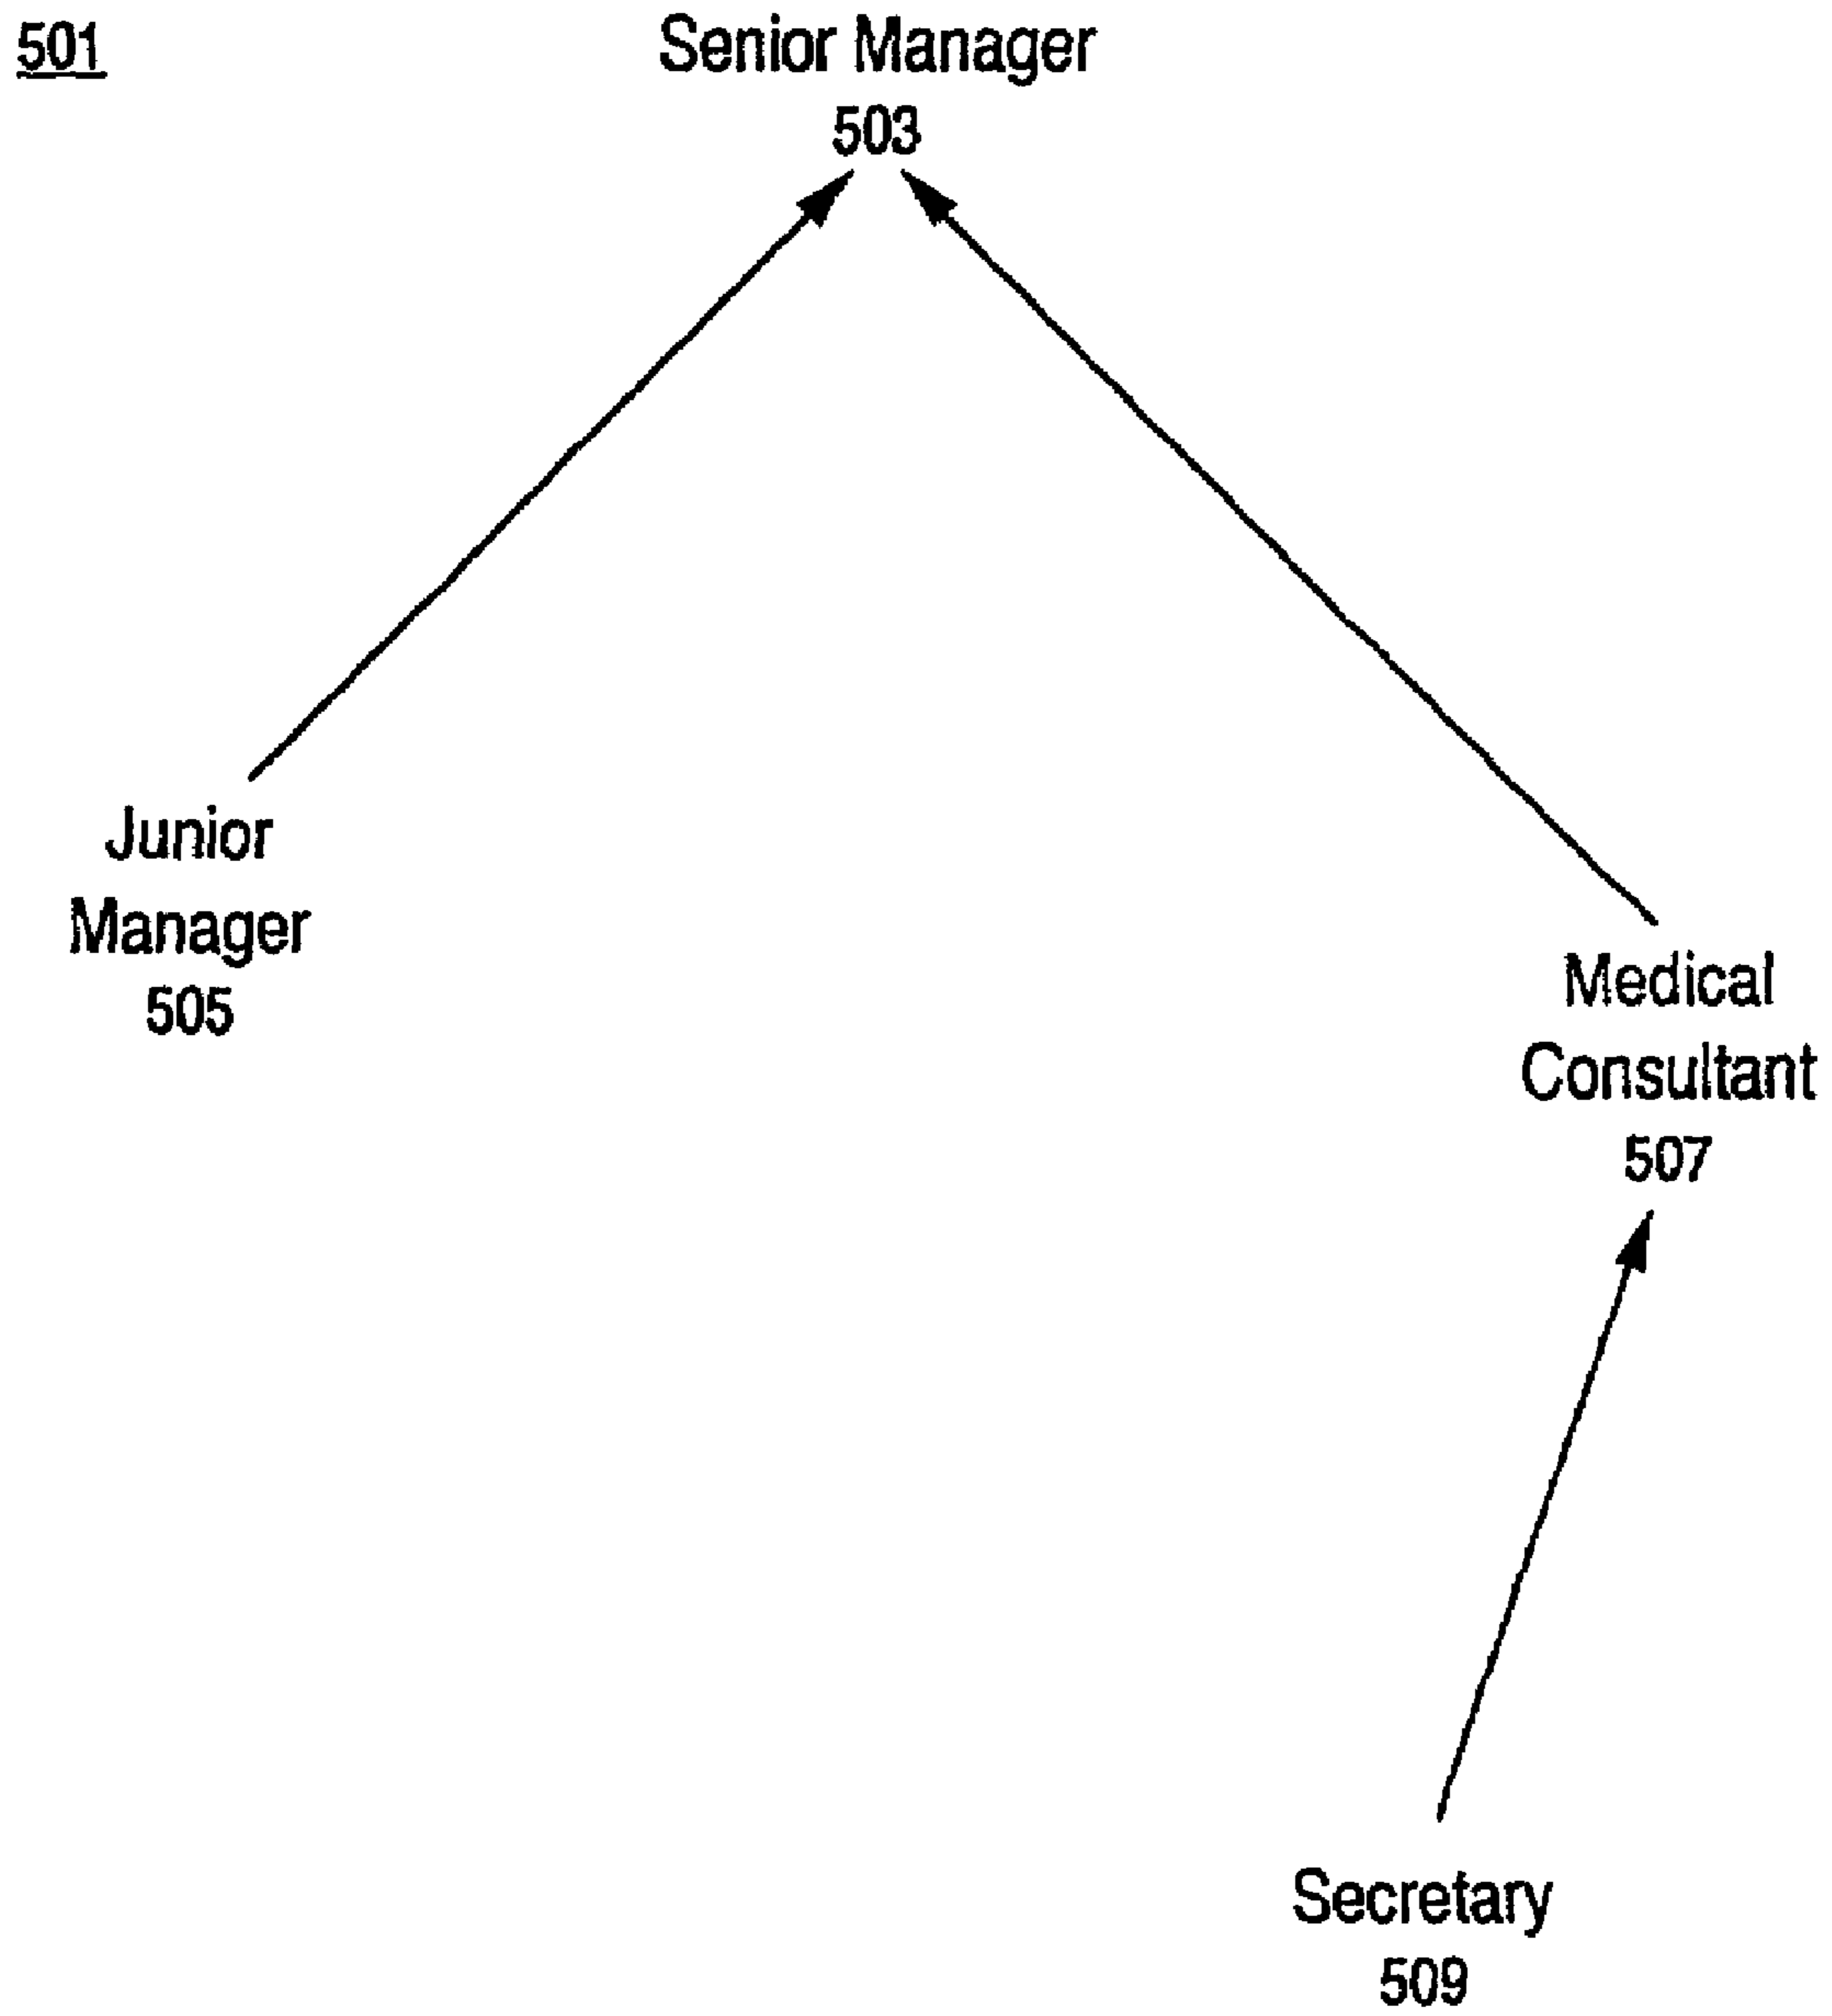 501
Senior Manager
503
Junior
Manager
505
Medical
Consultant
507
Secretary
509